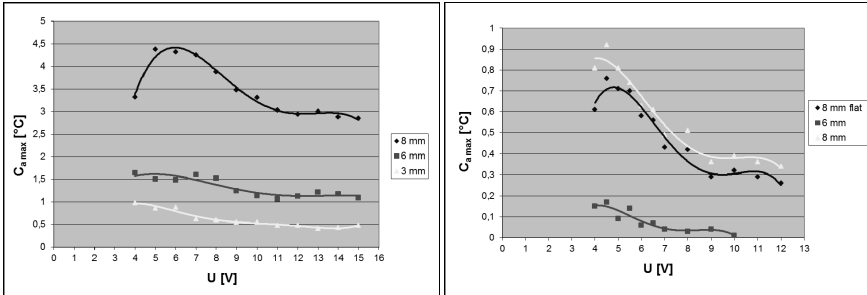 5
4,5
4
3,5
3
2,5
2
1,5
1
0,5
0
0 1 2 3 4 5 6 7 8 9 10 11 12 13 14 15 16
C a max [°C]
U [V]
8 mm
6 mm
3 mm
1
0,9
0,8
0,7
0,6
0,5
0,4
0,3
0,2
0,1
0
0 1 2 3 4 5 6 7 8 9 10 11 12 13
C a max [°C]
U [V]
8 mm flat
6 mm
8 mm